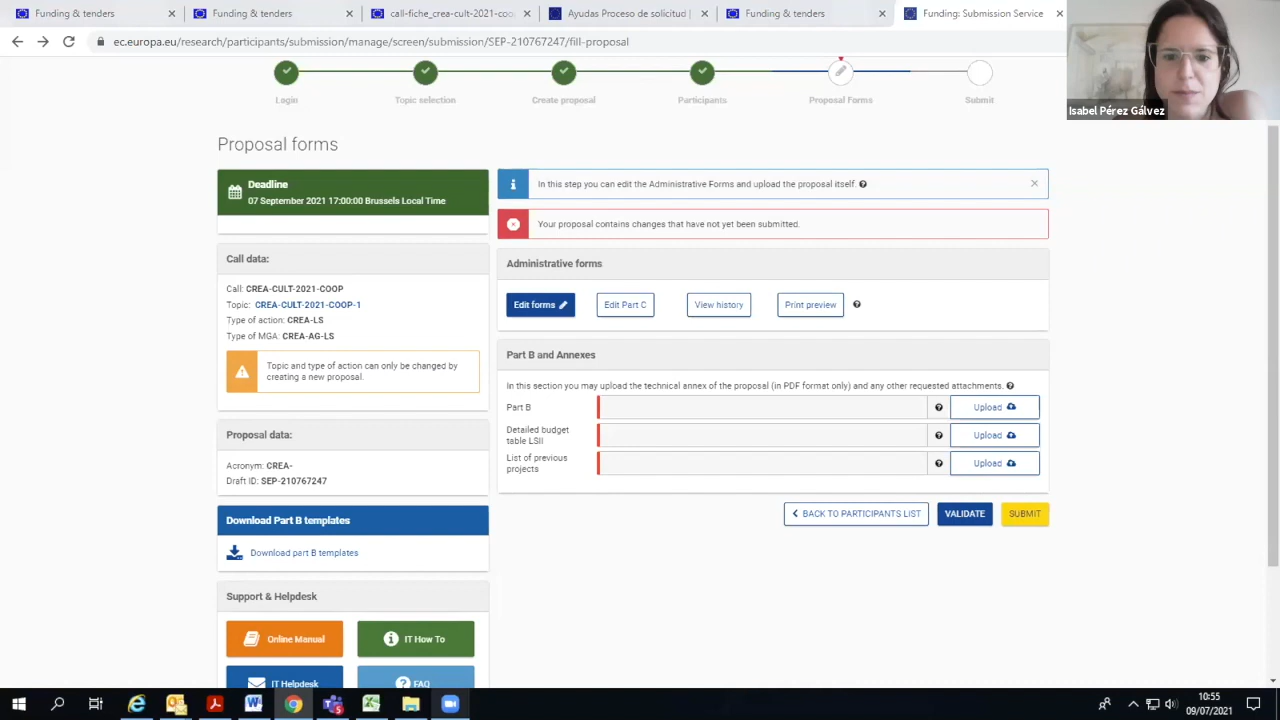 Funding & tenders
Funding & tenders
call-fiche_crea-cult-2021-coo
Ayudas Proceso de solicitud |
Funding & tenders
Funding: Submission Service
ec.europa.eu/research/participants/submission/manage/screen/submission/SEP-210767247/fill-proposal
Isabel Pérez Gálvez
Login
Topic selection
Create proposal
Participants
Proposal Forms
Submit
Proposal forms
Deadline
07 September 2021 17:00:00 Brussels Local Time
Call data:
Call: CREA-CULT-2021-COOP
Topic: CREA-CULT-2021-COOP-1
Type of action: CREA-LS
Type of MGA: CREA-AG-LS
Topic and type of action can only be changed by
creating a new proposal.
Proposal data:
Acronym: CREA-
Draft ID: SEP-210767247
Download Part B templates
Download part B templates
Support & Helpdesk
Online Manual
IT How To
IT Helpdesk
FAQ
In this step you can edit the Administrative Forms and upload the proposal itself.
Your proposal contains changes that have not yet been submitted.
Administrative forms
Edit forms
Edit Part C
View history
Print preview
Part B and Annexes
In this section you may upload the technical annex of the proposal (in PDF format only) and any other requested attachments.
Part B
Upload
Detailed budget
table LSII
Upload
List of previous
projects
Upload
BACK TO PARTICIPANTS LIST
VALIDATE
SUBMIT
10:55
09/07/2021